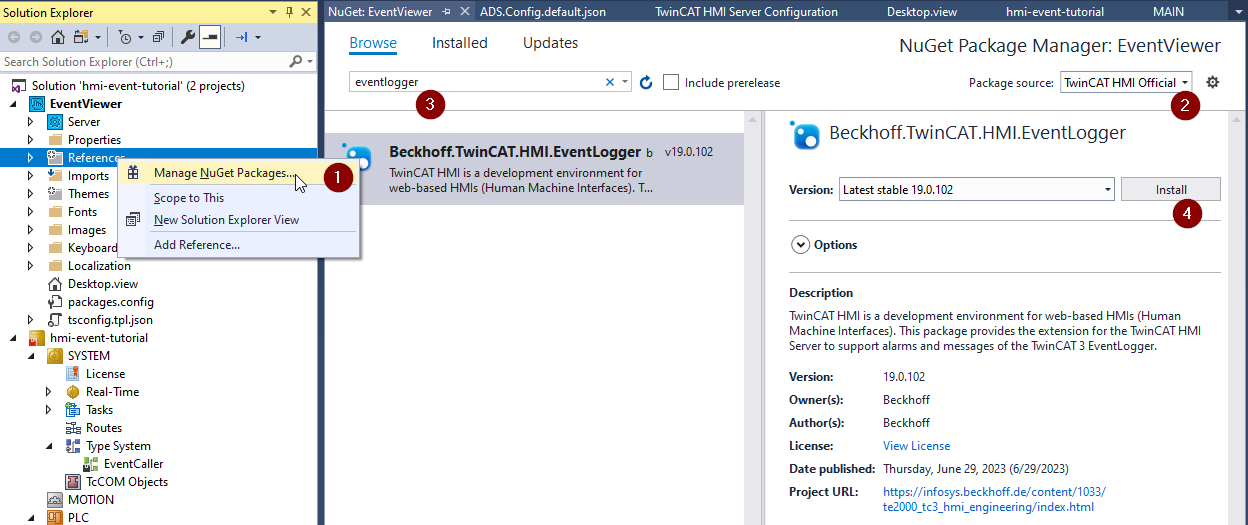 Solution Explorer
Search Solution Explorer (Ctrl+;)
Solution 'hmi-event-tutorial' (2 projects)
EventViewer
Server
Properties
References
Imports
Themes
Fonts
Images
Keyboard
Localization
Desktop.view
packages.config
tsconfig.tpl.json
hmi-event-tutorial
SYSTEM
License
Real-Time
Tasks
Routes
Type System
EventCaller
TcCOM Objects
MOTION
PLC
Manage NuGet Packages...
1
Scope to This
New Solution Explorer View
Add Reference...
NuGet: EventViewer
ADS.Config.default.json
TwinCAT HMI Server Configuration
Desktop.view
hmi-event-tutorial
MAIN
Browse
Installed
Updates
NuGet Package Manager: EventViewer
eventlogger
Include prerelease
Package source:
TwinCAT HMI Official
3
2
Beckhoff.TwinCAT.HMI.EventLogger b v19.0.102
TwinCAT HMI is a development environment for
web-based HMIs (Human Machine Interfaces). T...
Beckhoff.TwinCAT.HMI.EventLogger
Version:
Latest stable 19.0.102
Install
4
Options
Description
TwinCAT HMI is a development environment for web-based HMIs (Human
Machine Interfaces). This package provides the extension for the TwinCAT HMI
Server to support alarms and messages of the TwinCAT 3 EventLogger.
Version: 19.0.102
Owner(s): Beckhoff
Author(s): Beckhoff
License: View License
Date published: Thursday, June 29, 2023 (6/29/2023)
Project URL: https://infosys.beckhoff.de/content/1033/
te2000_tc3_hmi_engineering/index.html